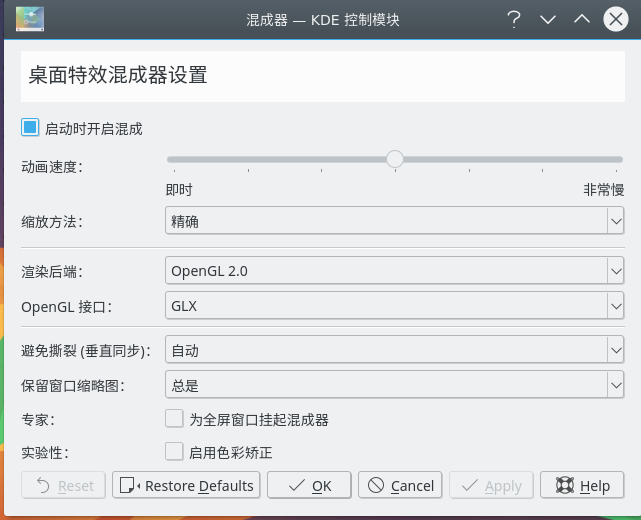 混成器 — KDE 控制模块
桌面特效混成器设置
启动时开启混成
动画速度：
即时 非常慢
缩放方法： 精确
渲染后端： OpenGL 2.0
OpenGL 接口： GLX
避免撕裂 (垂直同步)： 自动
保留窗口缩略图： 总是
专家： 为全屏窗口挂起混成器
实验性： 启用色彩矫正
Reset Restore Defaults OK Cancel Apply Help